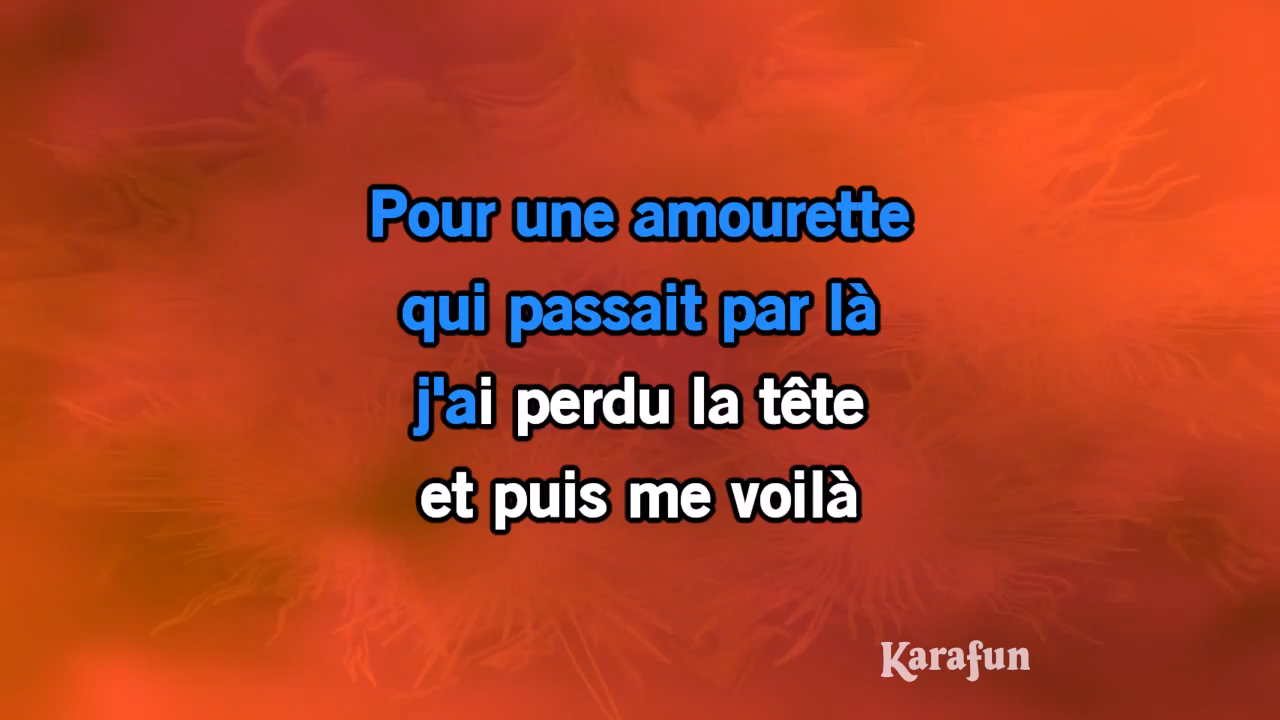 Pour une amourette
qui passait par là
j'ai perdu la tête
et puis me voilà
Karafun